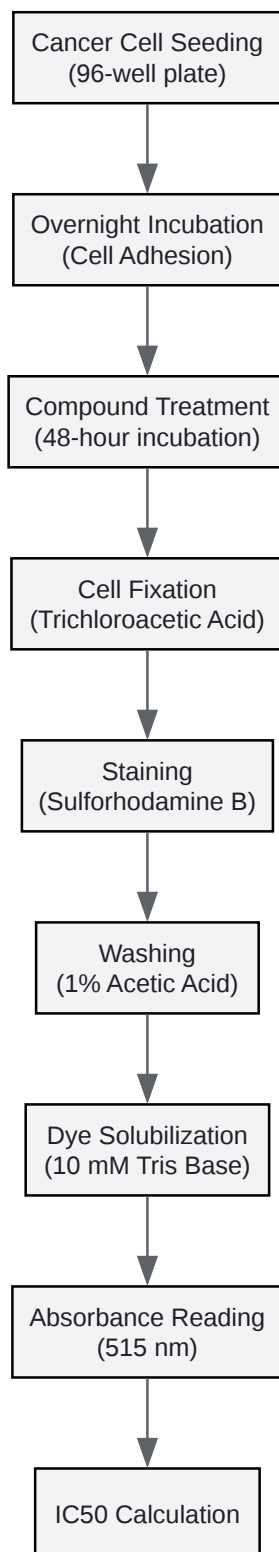 Cancer Cell Seeding
(96-well plate)
Overnight Incubation
(Cell Adhesion)
Compound Treatment
(48-hour incubation)
Cell Fixation
(Trichloroacetic Acid)
Staining
(Sulforhodamine B)
Washing
(1% Acetic Acid)
Dye Solubilization
(10 mM Tris Base)
Absorbance Reading
(515 nm)
IC50 Calculation